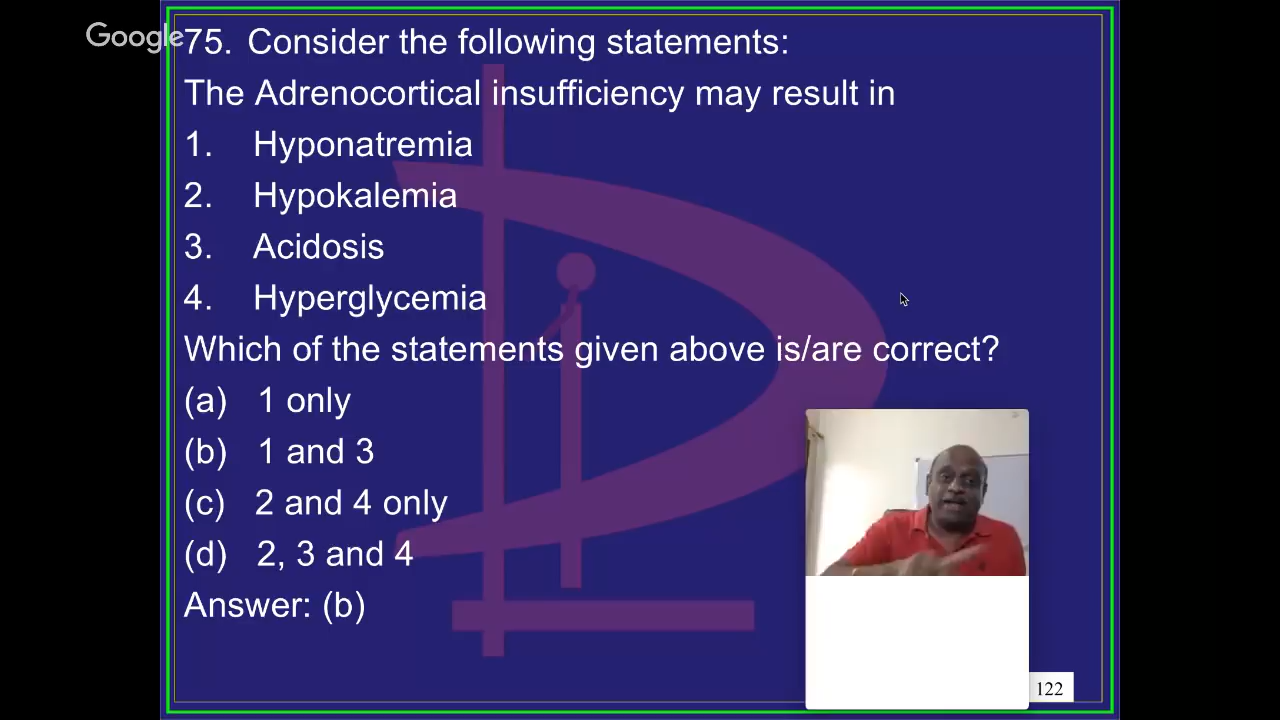 Google
75. Consider the following statements:
The Adrenocortical insufficiency may result in
1. Hyponatremia
2. Hypokalemia
3. Acidosis
4. Hyperglycemia
Which of the statements given above is/are correct?
(a) 1 only
(b) 1 and 3
(c) 2 and 4 only
(d) 2, 3 and 4
Answer: (b)
122